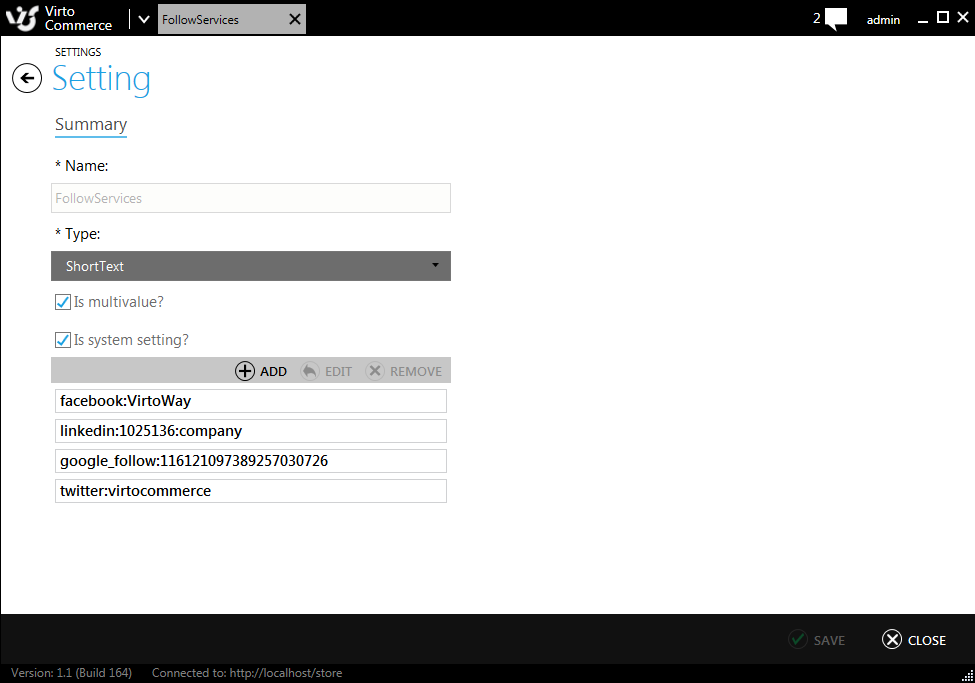 Virto
Commerce
FollowServices
2
admin
SETTINGS
Setting
Summary
* Name:
FollowServices
* Type:
ShortText
Is multivalue?
Is system setting?
ADD EDIT REMOVE
facebook:VirtoWay
linkedin:1025136:company
google_follow:116121097389257030726
twitter:virtocommerce
SAVE CLOSE
Version: 1.1 (Build 164) Connected to: http://localhost/store